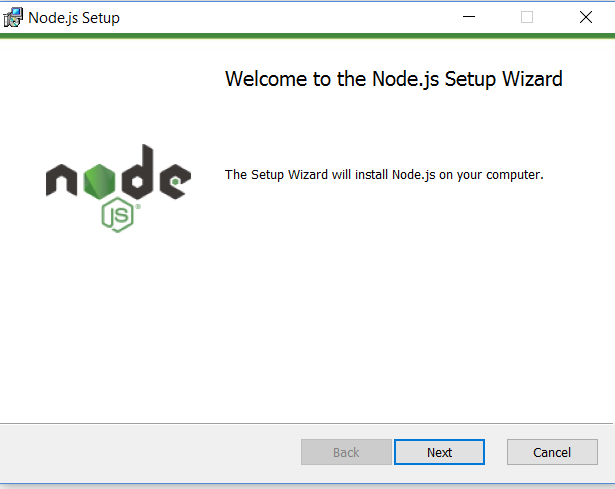 Node.js Setup
Welcome to the Node.js Setup Wizard
The Setup Wizard will install Node.js on your computer.
node
JS®
Back Next Cancel